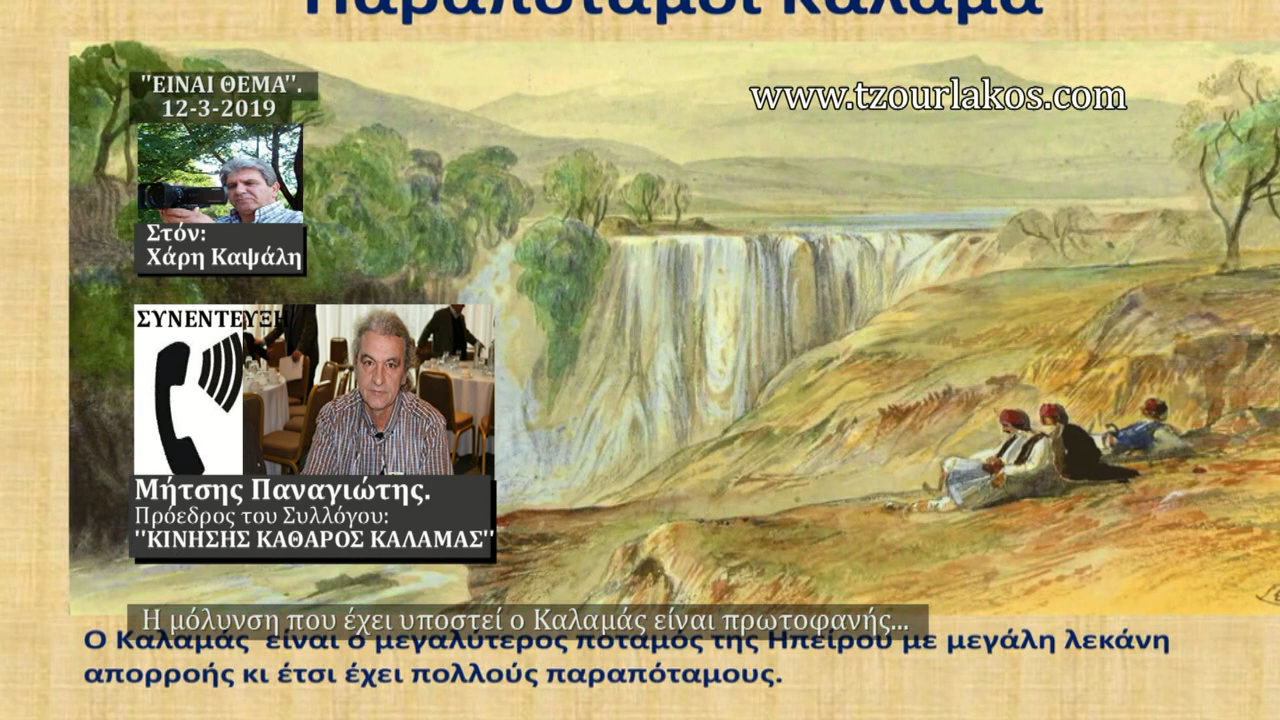 Παραπόταμοι Καλαμά
''ΕΙΝΑΙ ΘΕΜΑ''.
12-3-2019
www.tzourlakos.com
Στόν:
Χάρη Καψάλη
ΣΥΝΕΝΤΕΥΞΗ
Μήτσης Παναγιώτης.
Πρόεδρος του Συλλόγου:
''ΚΙΝΗΣΗΣ ΚΑΘΑΡΟΣ ΚΑΛΑΜΑΣ''
Η μόλυνση που έχει υποστεί ο Καλαμάς είναι πρωτοφανής...
Ο Καλαμάς είναι ο μεγαλύτερος ποταμός της Ηπείρου με μεγάλη λεκάνη
απορροής κι έτσι έχει πολλούς παραπόταμους.